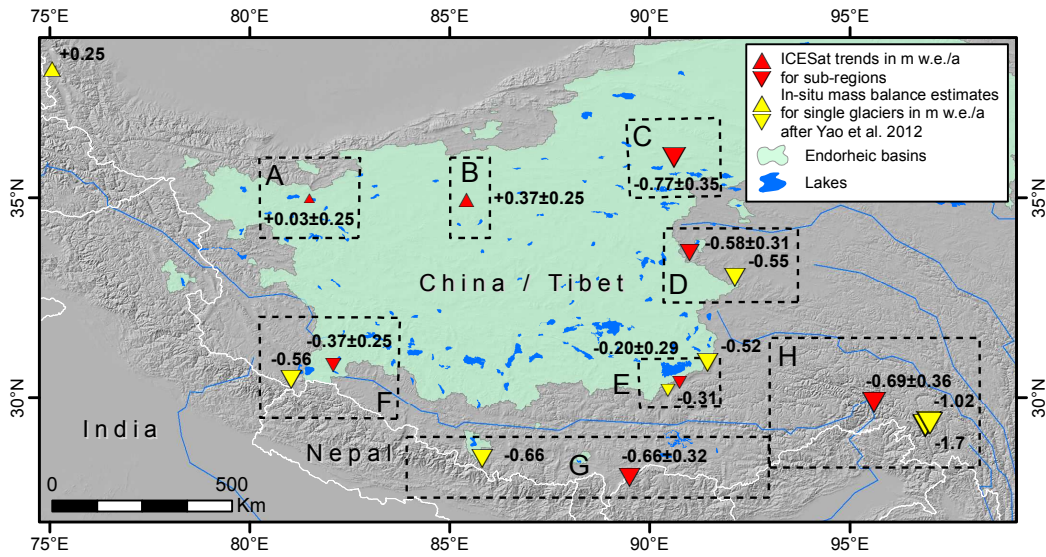 75°E 80°E 85°E 90°E 95°E
+0.25
ICESat trends in m w.e./a
for sub-regions
In-situ mass balance estimates
for single glaciers in m w.e./a
after Yao et al. 2012
Endorheic basins
Lakes
A
+0.03±0.25
B
+0.37±0.25
C
-0.77±0.35
35°N
35°N
-0.58±0.31
-0.55
D
China / Tibet
-0.37±0.25
-0.56
F
-0.20±0.29
-0.52
E
-0.31
H
-0.69±0.36
-1.02
-1.7
30°N
30°N
India
Nepal
-0.66
G
-0.66±0.32
0 500
Km
75°E 80°E 85°E 90°E 95°E